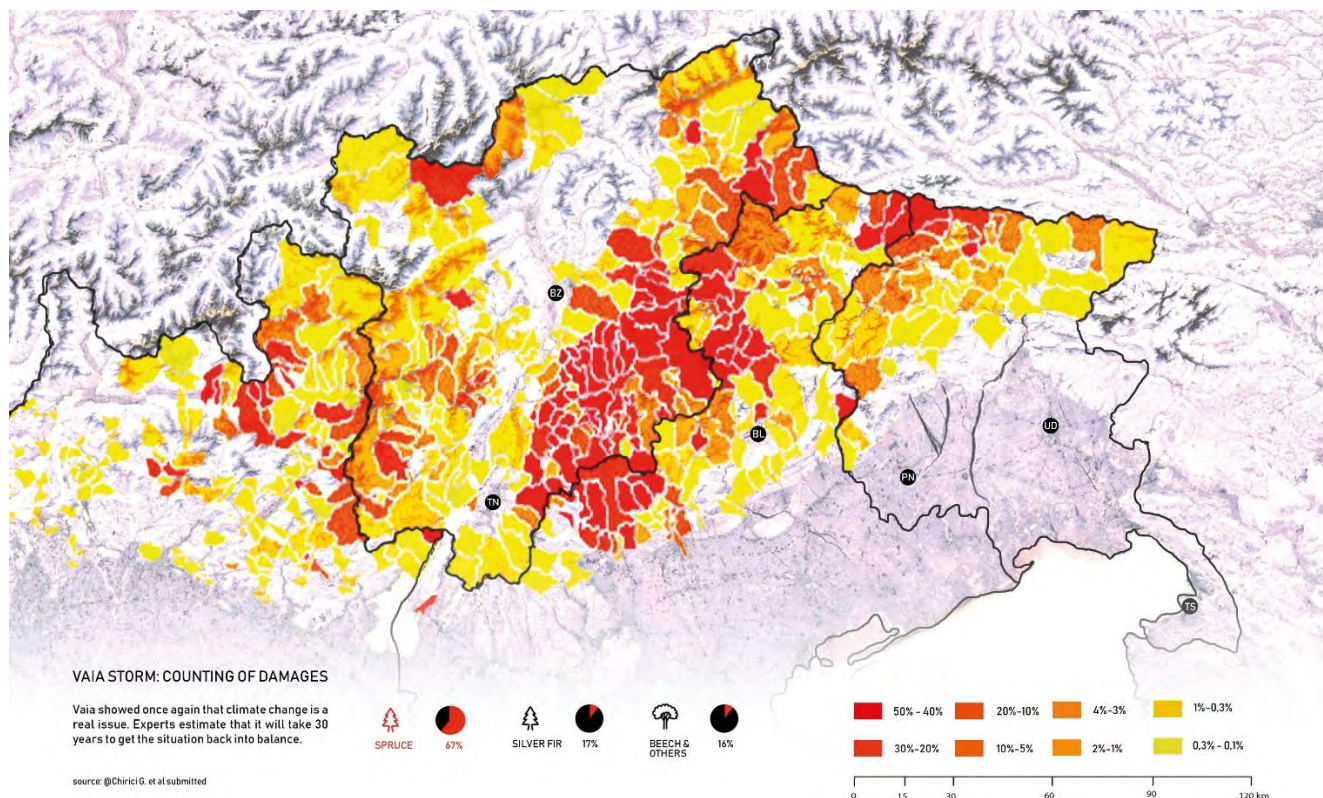 BZ
BL
UD
PN
TN
TS
VAIA STORM: COUNTING OF DAMAGES
Vaia showed once again that climate change is a
real issue. Experts estimate that it will take 30
years to get the situation back into balance.
source: @Chirici G. et al submitted
SPRUCE
67%
SILVER FIR
17%
BEECH &
OTHERS
16%
50% - 40%
20%-10%
4%-3%
1%-0,3%
30%-20%
10%-5%
2%-1%
0,3% - 0,1%
0 15 30 60 90 120 km